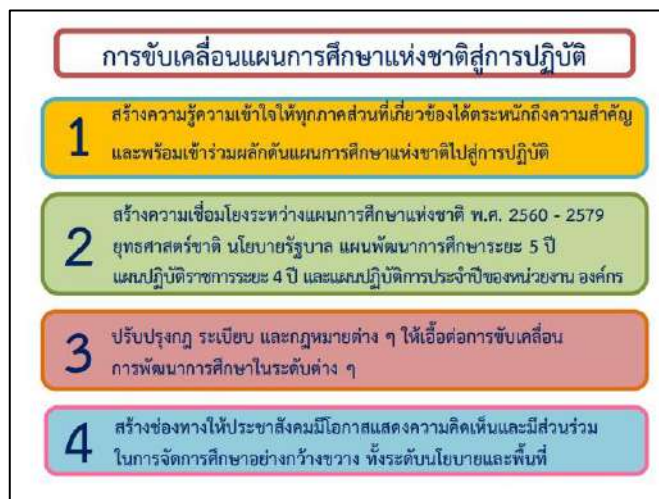 การขับเคลื่อนแผนการศึกษาแห่งชาติสู่การปฏิบัติ
1
สร้างความรู้ความเข้าใจให้ทุกภาคส่วนที่เกี่ยวข้องได้ตระหนักถึงความสำคัญ
และพร้อมเข้าร่วมผลักดันแผนการศึกษาแห่งชาติไปสู่การปฏิบัติ
2
สร้างความเชื่อมโยงระหว่างแผนการศึกษาแห่งชาติ พ.ศ. 2560 - 2579
ยุทธศาสตร์ชาติ นโยบายรัฐบาล แผนพัฒนาการศึกษาระยะ 5 ปี
แผนปฏิบัติราชการระยะ 4 ปี และแผนปฏิบัติการประจำปีของหน่วยงาน องค์กร
3
ปรับปรุงกฎ ระเบียบ และกฎหมายต่าง ๆ ให้เอื้อต่อการขับเคลื่อน
การพัฒนาการศึกษาในระดับต่าง ๆ
4
สร้างช่องทางให้ประชาสังคมมีโอกาสแสดงความคิดเห็นและมีส่วนร่วม
ในการจัดการศึกษาอย่างกว้างขวาง ทั้งระดับนโยบายและพื้นที่